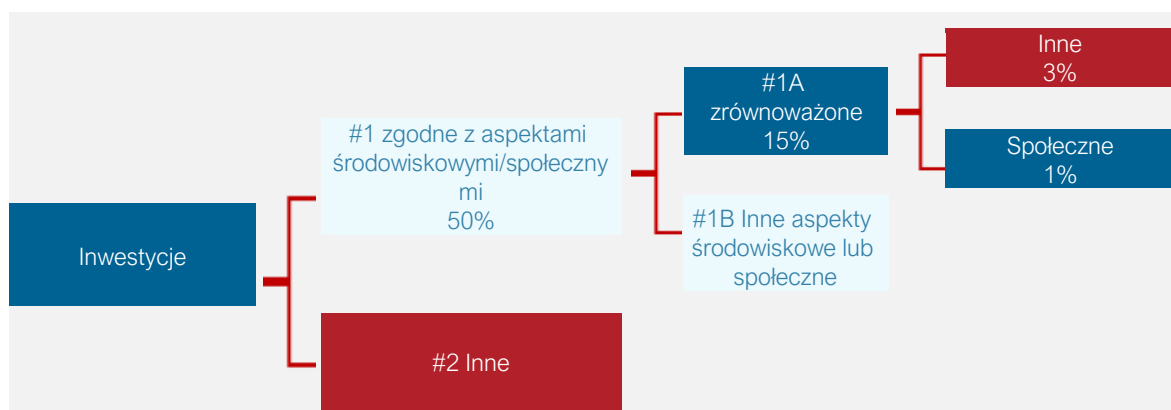 Inwestycje
#1 zgodne z aspektami
środowiskowymi/społeczny
mi
50%
#2 Inne
#1A
zrównoważone
15%
#1B Inne aspekty
środowiskowe lub
społeczne
Inne
3%
Społeczne
1%